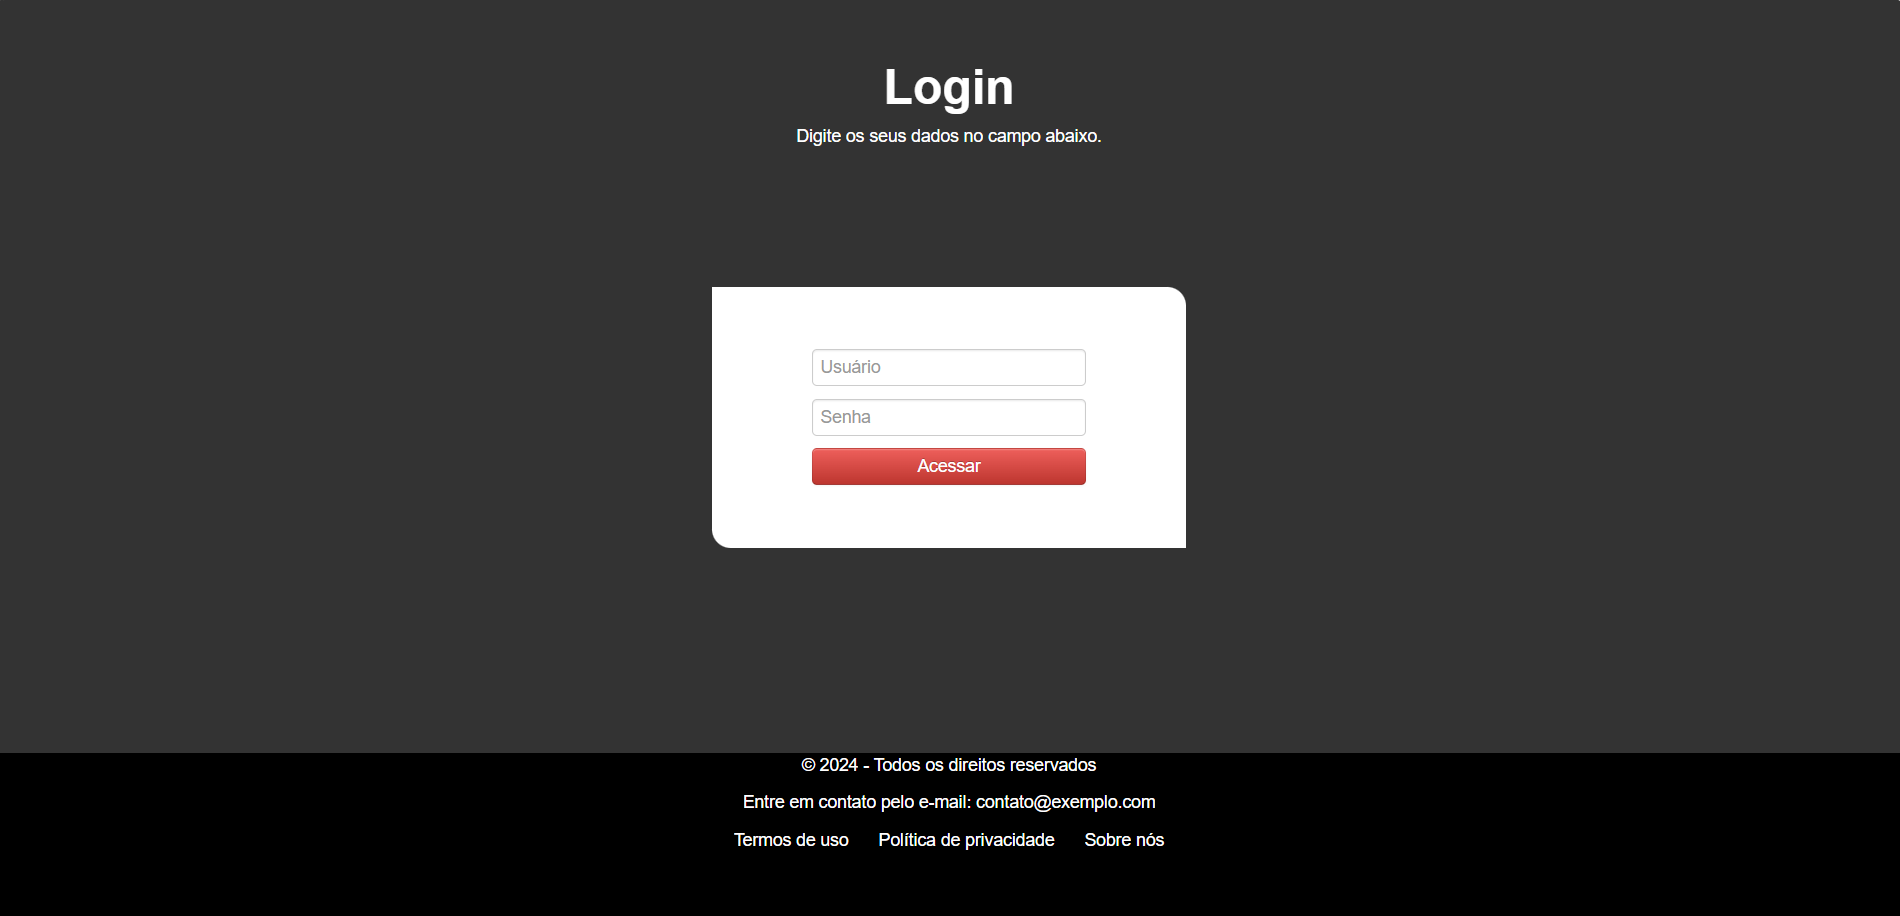 Login
Digite os seus dados no campo abaixo.
Usuário
Senha
Acessar
© 2024 - Todos os direitos reservados
Entre em contato pelo e-mail: contato@exemplo.com
Termos de uso Política de privacidade Sobre nós